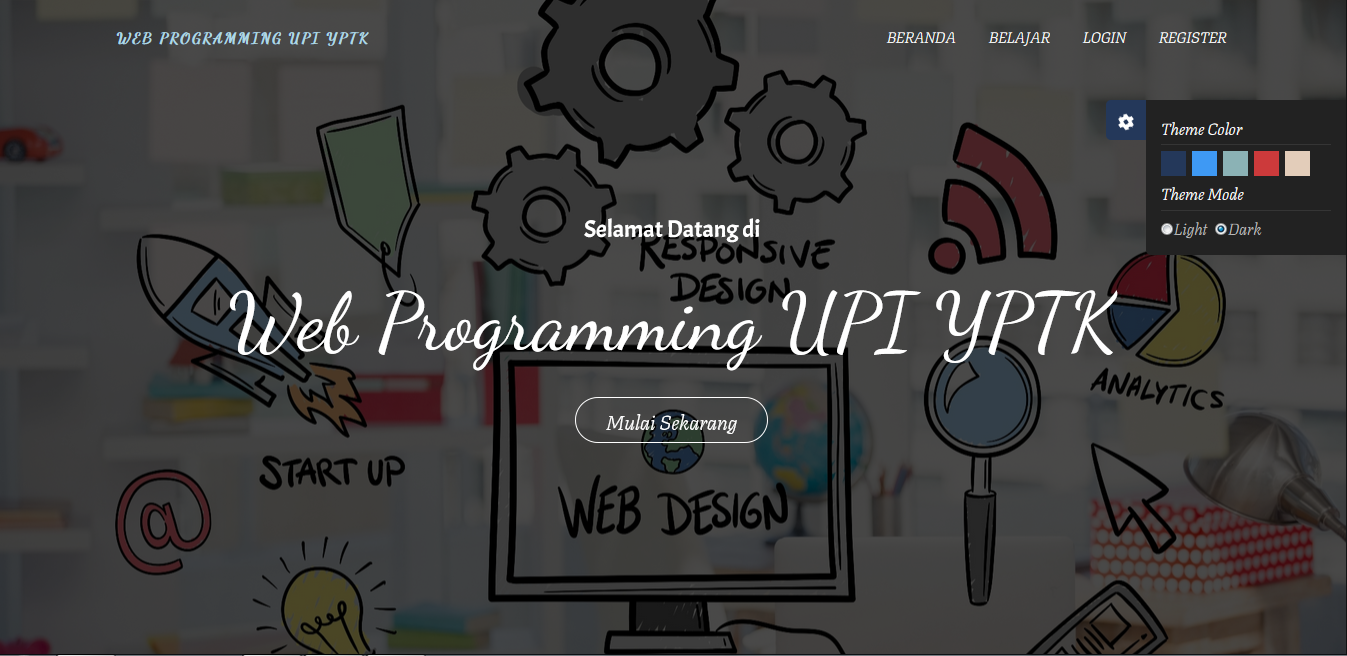 WEB PROGRAMMING UPI YPTK
BERANDA BELAJAR LOGIN REGISTER
Theme Color
Theme Mode
Light Dark
Selamat Datang di
RESPONSIVE
DESIGN
Web Programming UPI YPTK
Mulai Sekarang
ANALYTICS
START UP
@
WEB DESIGN